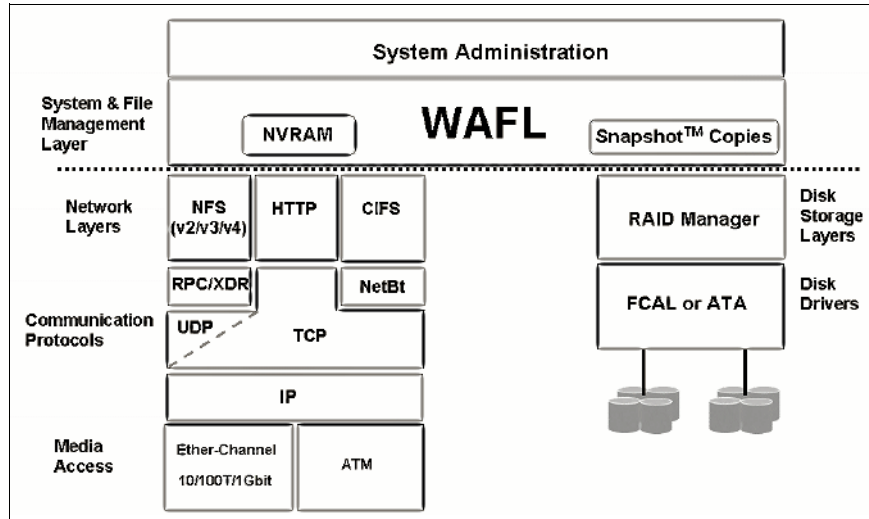 System Administration
System & File
Management
Layer
NVRAM
WAFL
Snapshot™ Copies
Network
Layers
NFS
(v2/v3/v4)
HTTP
CIFS
RAID Manager
Disk
Storage
Layers
RPC/XDR
NetBt
Communication
Protocols
UDP
TCP
FCAL or ATA
Disk
Drivers
IP
Media
Access
Ether-Channel
10/100T/1Gbit
ATM